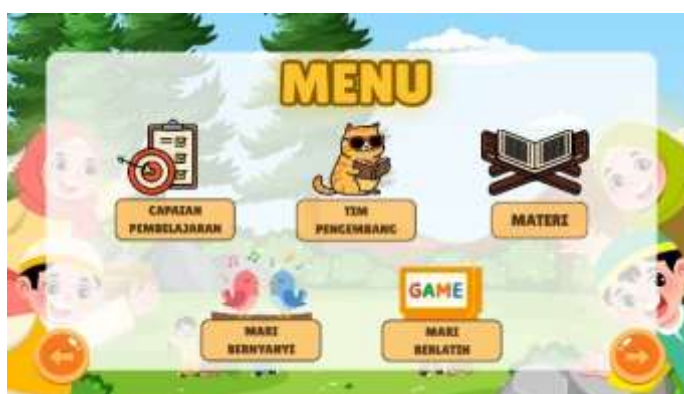 MENU
CAPAIAN
PEMBELAJARAN
TIM
PENGEMBANG
MATERI
GAME
MARI
BERNYANYI
MARI
BERLATIH